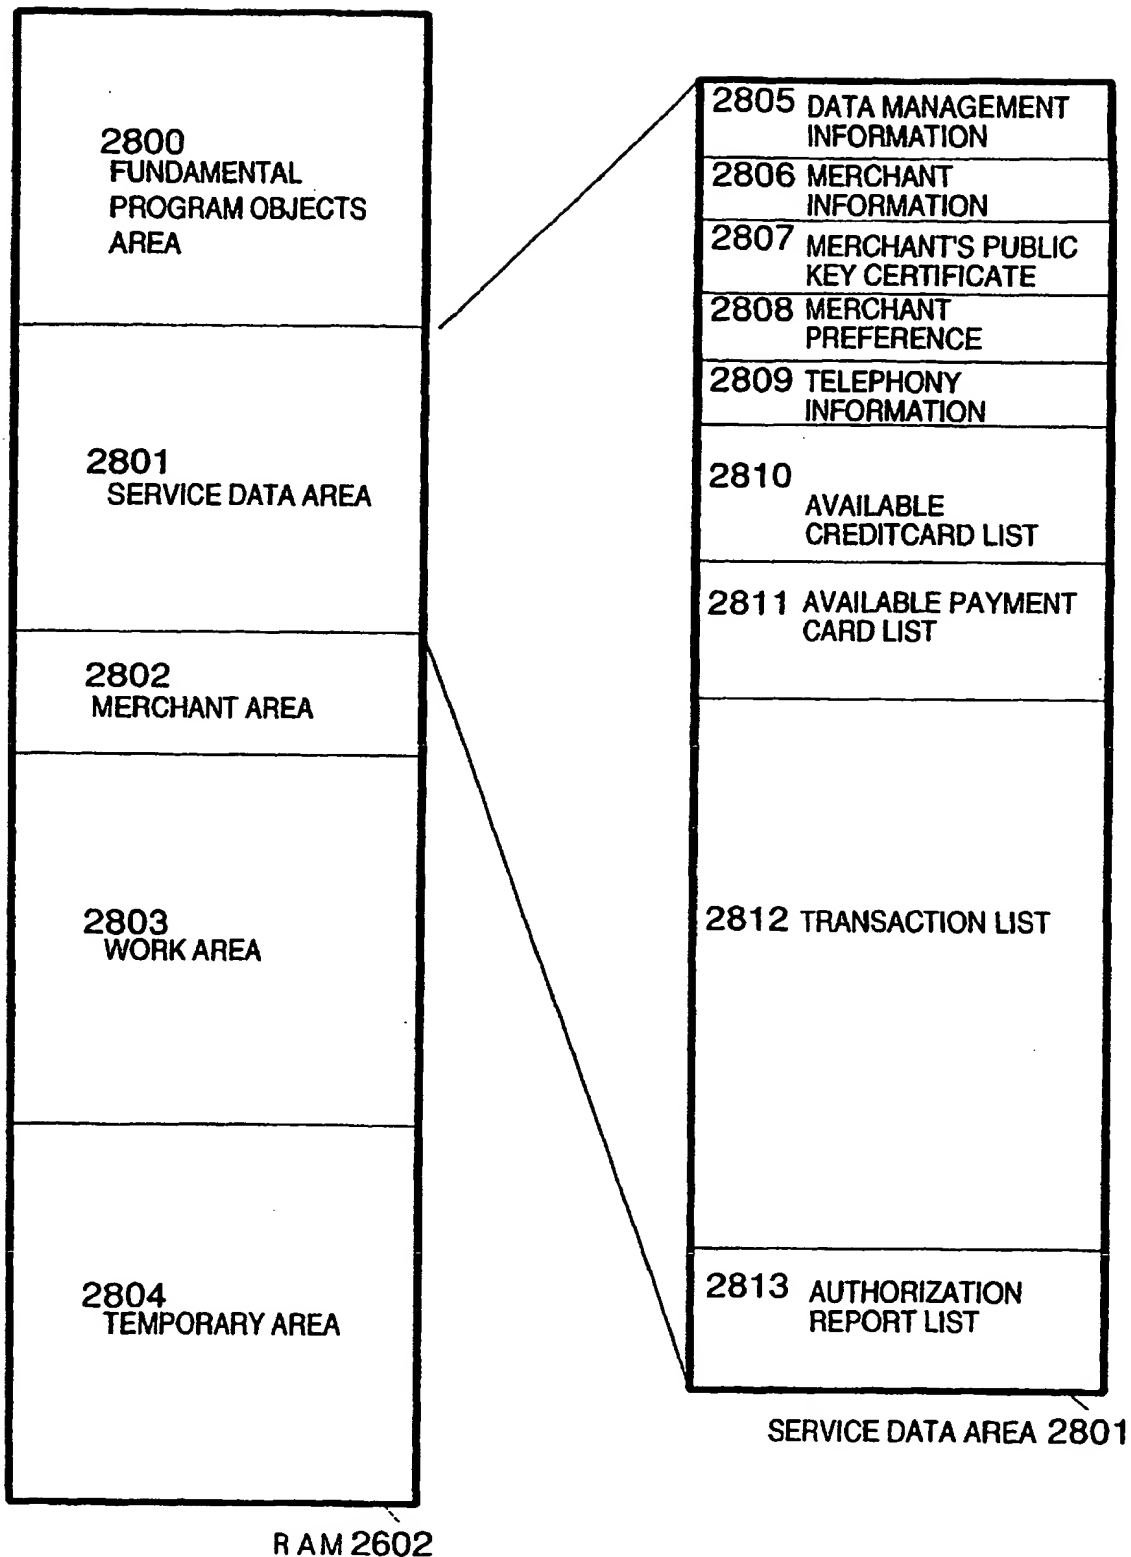 2800
FUNDAMENTAL
PROGRAM OBJECTS
AREA
2801
SERVICE DATA AREA
2802
MERCHANT AREA
2803
WORK AREA
2804
TEMPORARY AREA
RAM 2602
2805 DATA MANAGEMENT
INFORMATION
2806 MERCHANT
INFORMATION
2807 MERCHANT'S PUBLIC
KEY CERTIFICATE
2808 MERCHANT
PREFERENCE
2809 TELEPHONY
INFORMATION
2810
AVAILABLE
CREDITCARD LIST
2811 AVAILABLE PAYMENT
CARD LIST
2812 TRANSACTION LIST
2813 AUTHORIZATION
REPORT LIST
SERVICE DATA AREA 2801